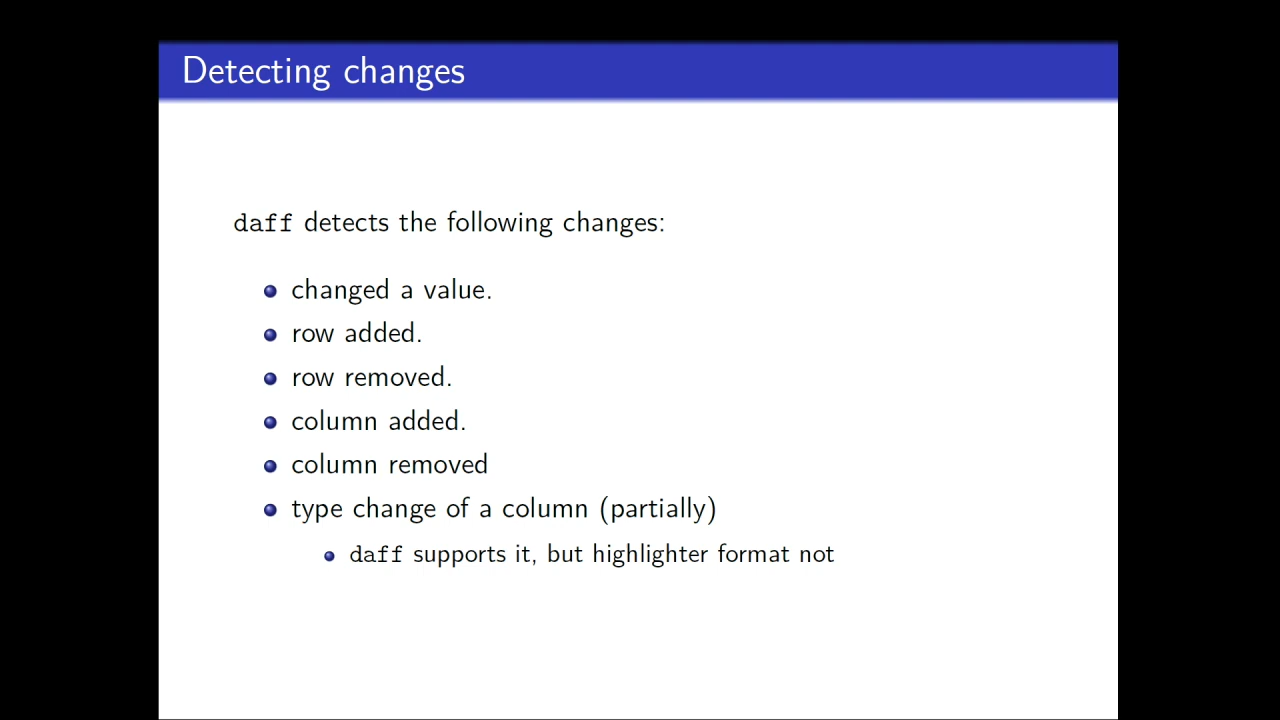 Detecting changes
daff detects the following changes:
changed a value.
row added.
row removed.
column added.
column removed
type change of a column (partially)
daff supports it, but highlighter format not